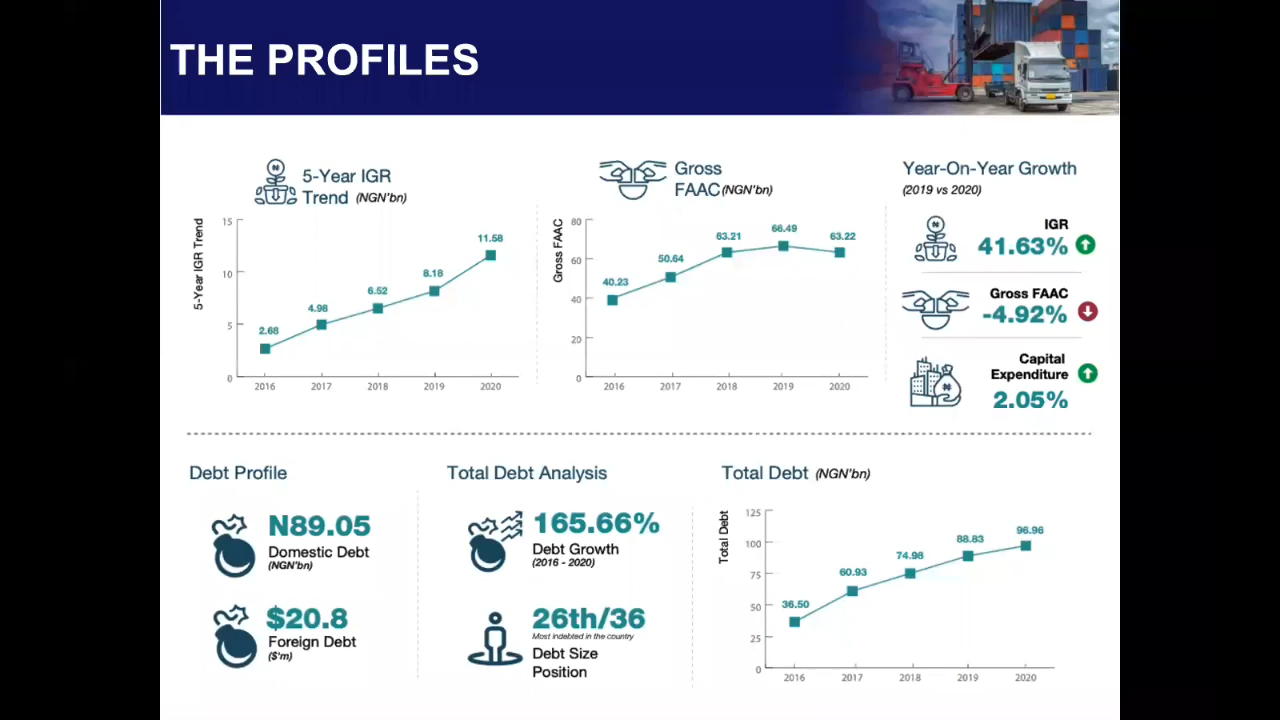 THE PROFILES
5-Year IGR
Trend (NGN'bn)
5-Year IGR Trend
15
10
5
0
2.68
4.98
6.52
8.18
11.58
2016
2017
2018
2019
2020
Gross
FAAC (NGN'bn)
Gross FAAC
80
60
40
20
0
40.23
50.64
63.21
66.49
63.22
2016
2017
2018
2019
2020
Year-On-Year Growth
(2019 vs 2020)
IGR
41.63%
Gross FAAC
-4.92%
Capital
Expenditure
2.05%
Debt Profile
N89.05
Domestic Debt
(NGN'bn)
$20.8
Foreign Debt
($'m)
Total Debt Analysis
165.66%
Debt Growth
(2016 - 2020)
26th/36
Most indebted in the country
Debt Size
Position
Total Debt (NGN'bn)
Total Debt
125
100
75
50
25
0
36.50
60.93
74.98
88.83
96.96
2016
2017
2018
2019
2020